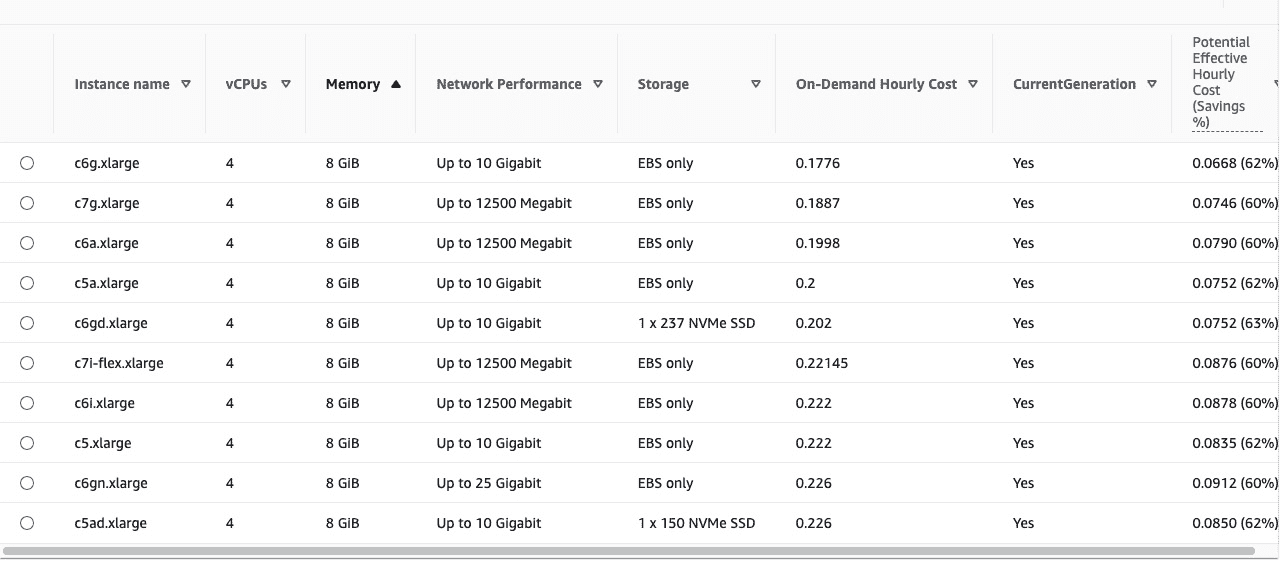 Instance name vCPUs Memory Network Performance Storage On-Demand Hourly Cost CurrentGeneration Potential
Effective
Hourly
Cost
(Savings
%)
c6g.xlarge 4 8 GiB Up to 10 Gigabit EBS only 0.1776 Yes 0.0668 (62%)
c7g.xlarge 4 8 GiB Up to 12500 Megabit EBS only 0.1887 Yes 0.0746 (60%)
c6a.xlarge 4 8 GiB Up to 12500 Megabit EBS only 0.1998 Yes 0.0790 (60%)
c5a.xlarge 4 8 GiB Up to 10 Gigabit EBS only 0.2 Yes 0.0752 (62%)
c6gd.xlarge 4 8 GiB Up to 10 Gigabit 1 x 237 NVMe SSD 0.202 Yes 0.0752 (63%)
c7i-flex.xlarge 4 8 GiB Up to 12500 Megabit EBS only 0.22145 Yes 0.0876 (60%)
c6i.xlarge 4 8 GiB Up to 12500 Megabit EBS only 0.222 Yes 0.0878 (60%)
c5.xlarge 4 8 GiB Up to 10 Gigabit EBS only 0.222 Yes 0.0835 (62%)
c6gn.xlarge 4 8 GiB Up to 25 Gigabit EBS only 0.226 Yes 0.0912 (60%)
c5ad.xlarge 4 8 GiB Up to 10 Gigabit 1 x 150 NVMe SSD 0.226 Yes 0.0850 (62%)